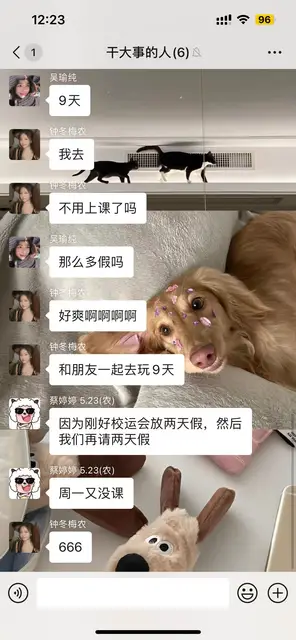 12:23
96
1
干大事的人(6)
吴瑜纯
9天
钟冬梅农
我去
钟冬梅农
不用上课了吗
吴瑜纯
那么多假吗
钟冬梅农
好爽啊啊啊啊
钟冬梅农
和朋友一起去玩9天
蔡婷婷 5.23(农)
因为刚好校运会放两天假，然后
我们再请两天假
蔡婷婷 5.23(农)
周一又没课
钟冬梅农
666